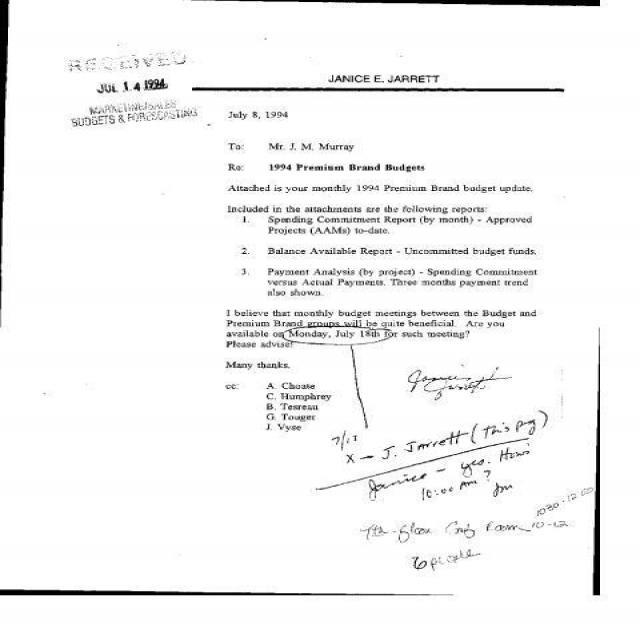 RECEIVED
JUL 14 1994
MARKETING/SALES
BUDGETS & FORECASTING
JANICE E. JARRETT
July 8, 1994
To: Mr. J. M. Murray
Re: 1994 Premium Brand Budgets
Attached is your monthly 1994 Premium Brand budget update.
Included in the attachments are the following reports:
1. Spending Commitment Report (by month) - Approved
Projects (AAMs) to-date.
2. Balance Available Report - Uncommitted budget funds.
3. Payment Analysis (by project) - Spending Commitment
versus Actual Payments. Three months payment trend
also shown.
I believe that monthly budget meetings between the Budget and
Premium Brand groups will be quite beneficial. Are you
available on Monday, July 18th for such meeting?
Please advise!
Many thanks.
Janice
Jarrett
cc: A. Choate
C. Humphrey
B. Tesreau
G. Touger
J. Vyse
7/13
X - J. Jarrett (this pg)
Janice - yes. How's
10:00 AM?
Jm
1030-12:00
7th floor Conf Room 10-12
6 people